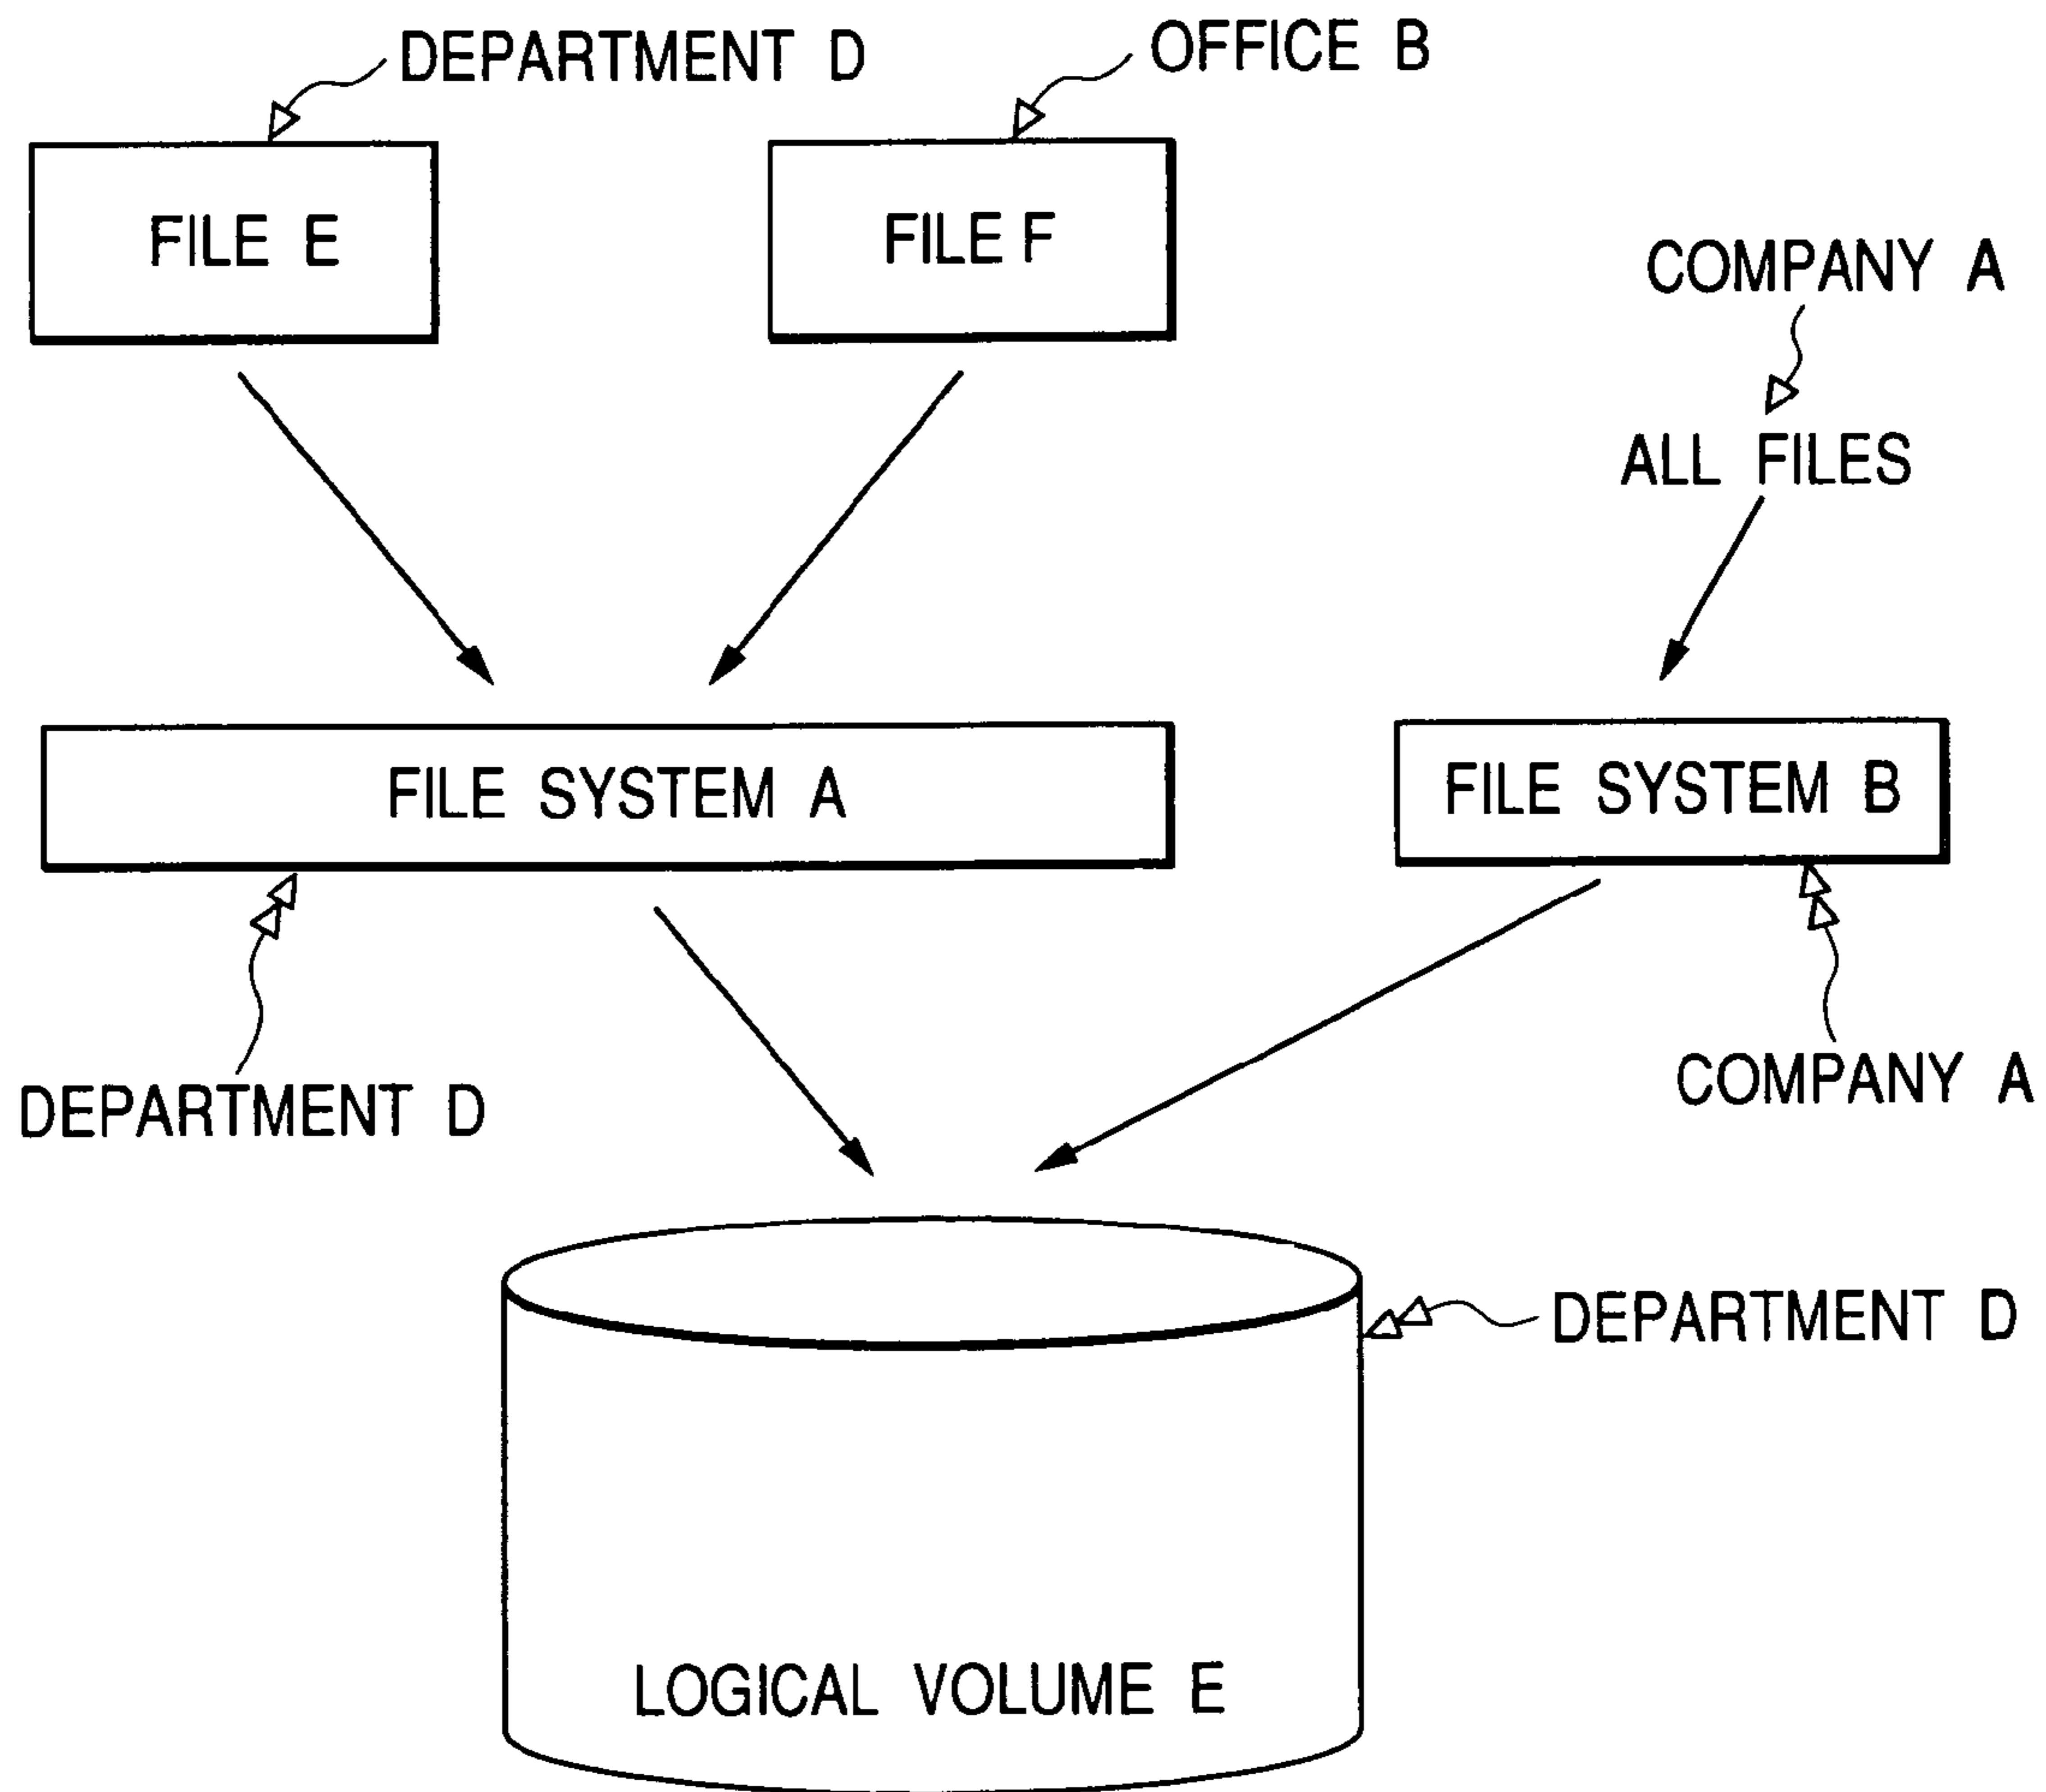 DEPARTMENT D
OFFICE B
FILE E
FILE F
COMPANY A
ALL FILES
FILE SYSTEM A
FILE SYSTEM B
COMPANY A
DEPARTMENT D
DEPARTMENT D
LOGICAL VOLUME E